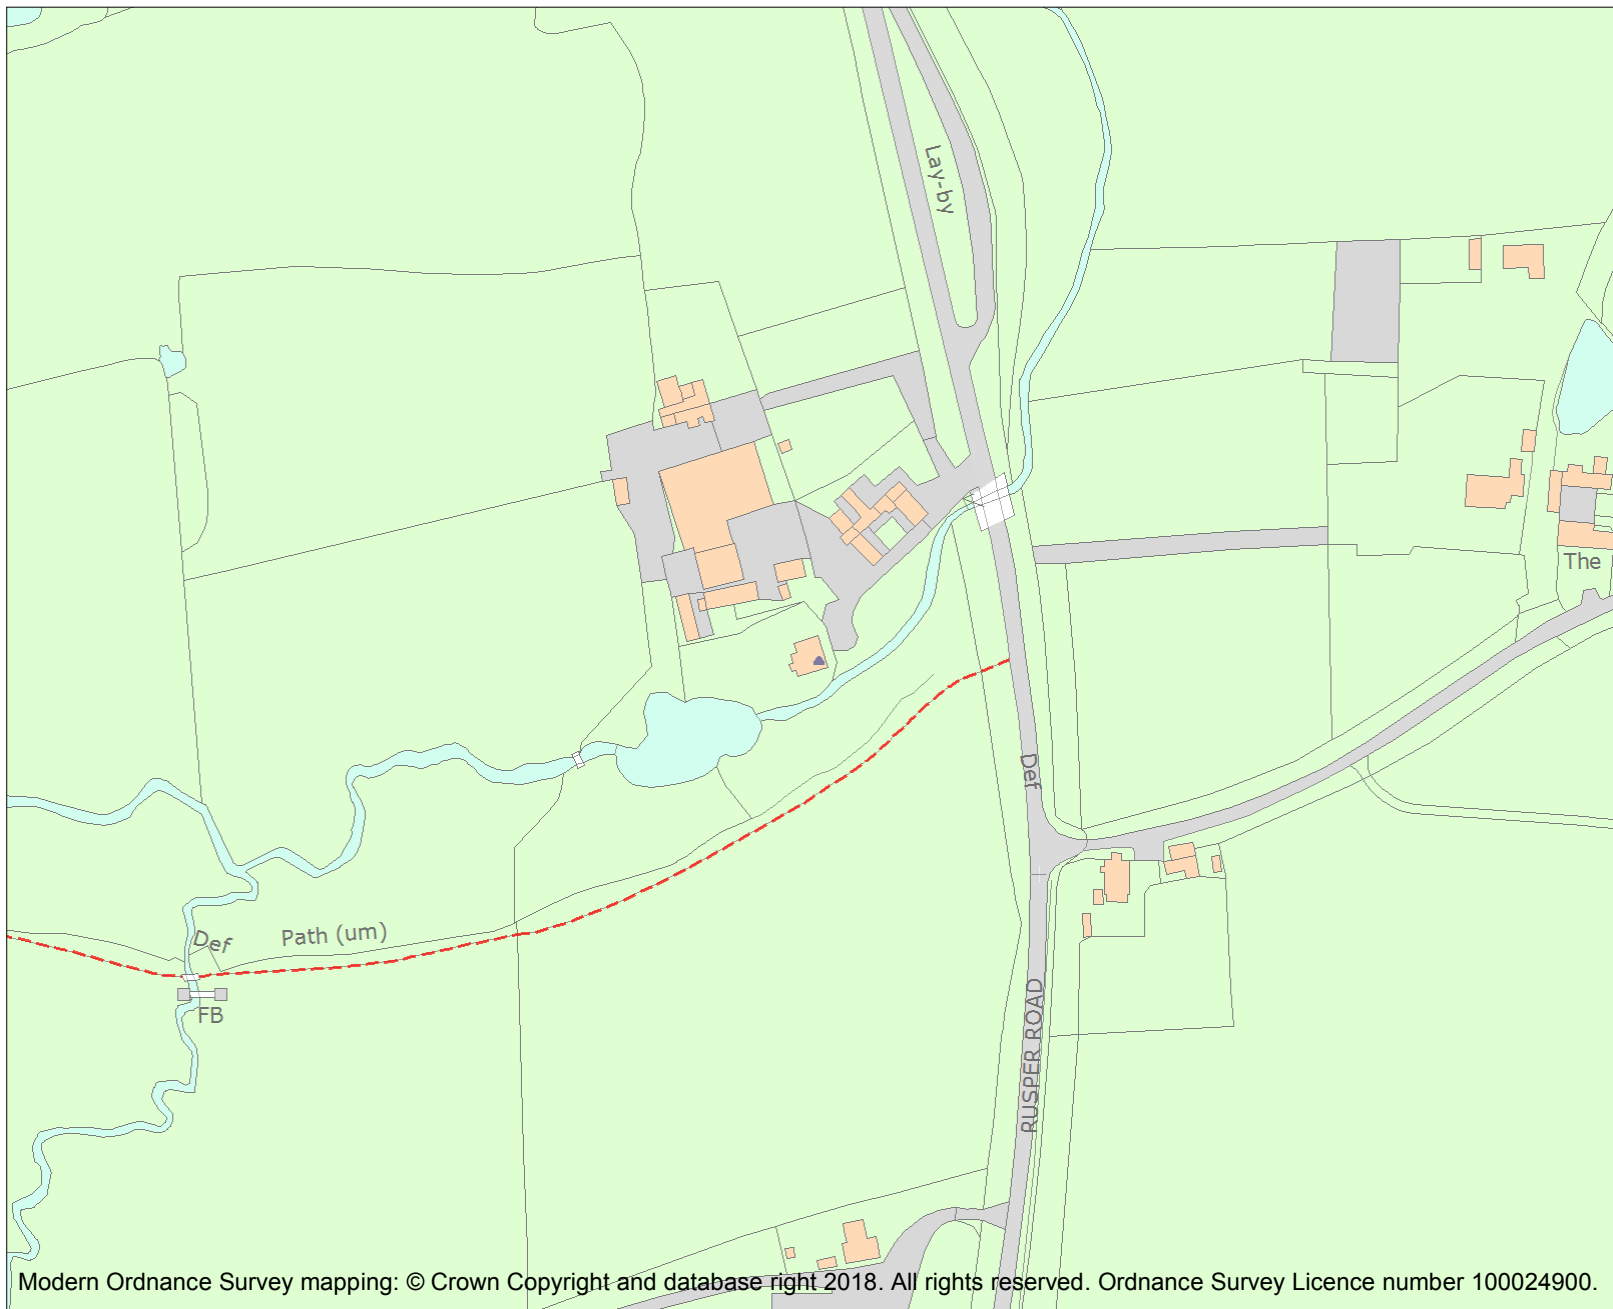 Lay-by
The
Def
Def
Path (um)
FB
RUSPER ROAD
Modern Ordnance Survey mapping: © Crown Copyright and database right 2018. All rights reserved. Ordnance Survey Licence number 100024900.